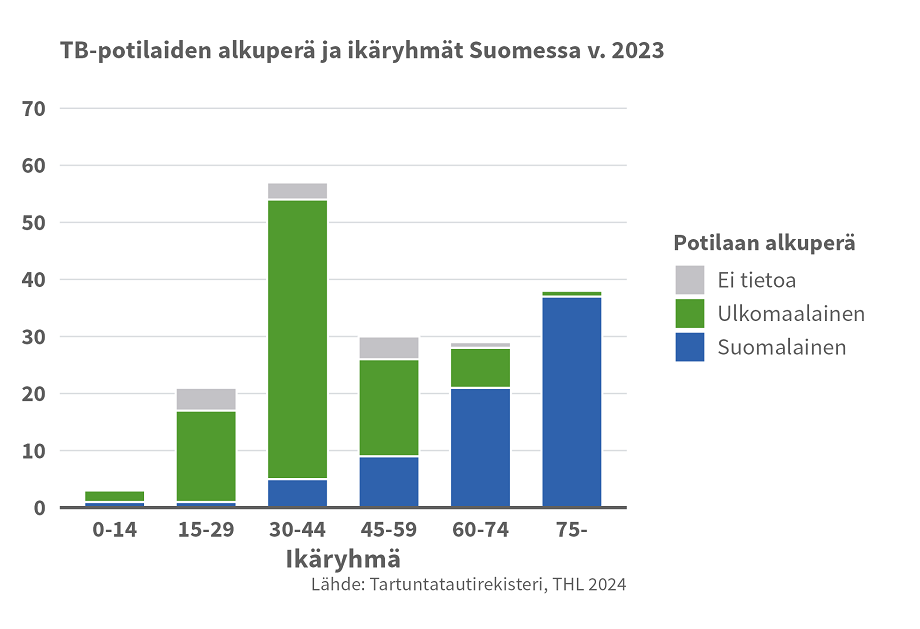 TB-potilaiden alkuperä ja ikäryhmät Suomessa v. 2023
70
60
50
40
30
20
10
0
0-14 15-29 30-44 45-59 60-74 75-
Ikäryhmä
Lähde: Tartuntatautirekisteri, THL 2024
Potilaan alkuperä
Ei tietoa
Ulkomaalainen
Suomalainen